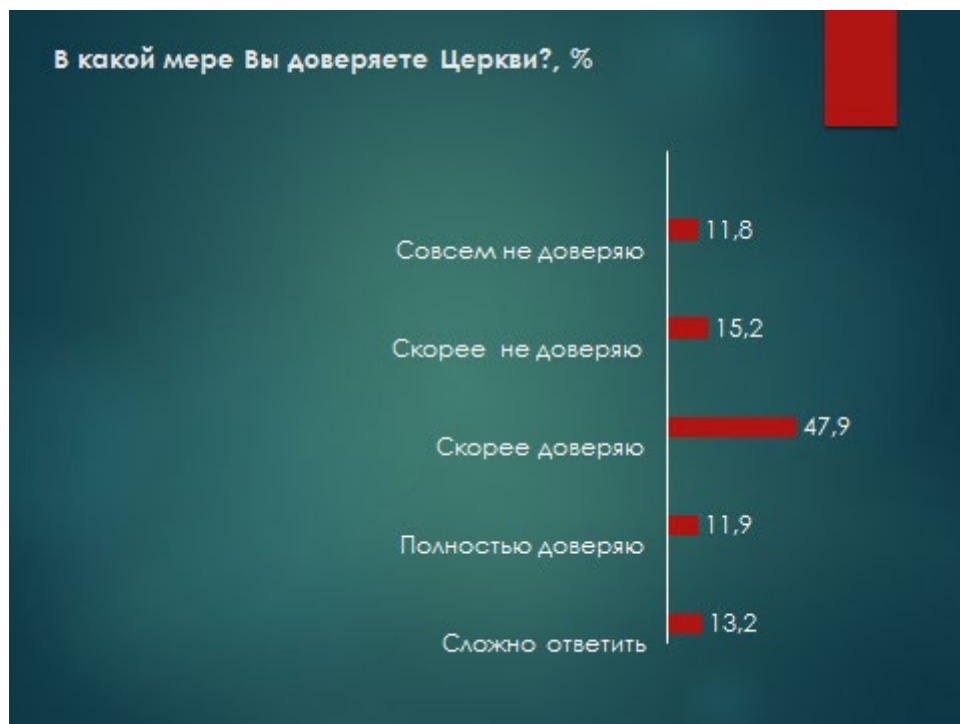 В какой мере Вы доверяете Церкви?, %
Совсем не доверяю
11,8
Скорее не доверяю
15,2
Скорее доверяю
47,9
Полностью доверяю
11,9
Сложно ответить
13,2